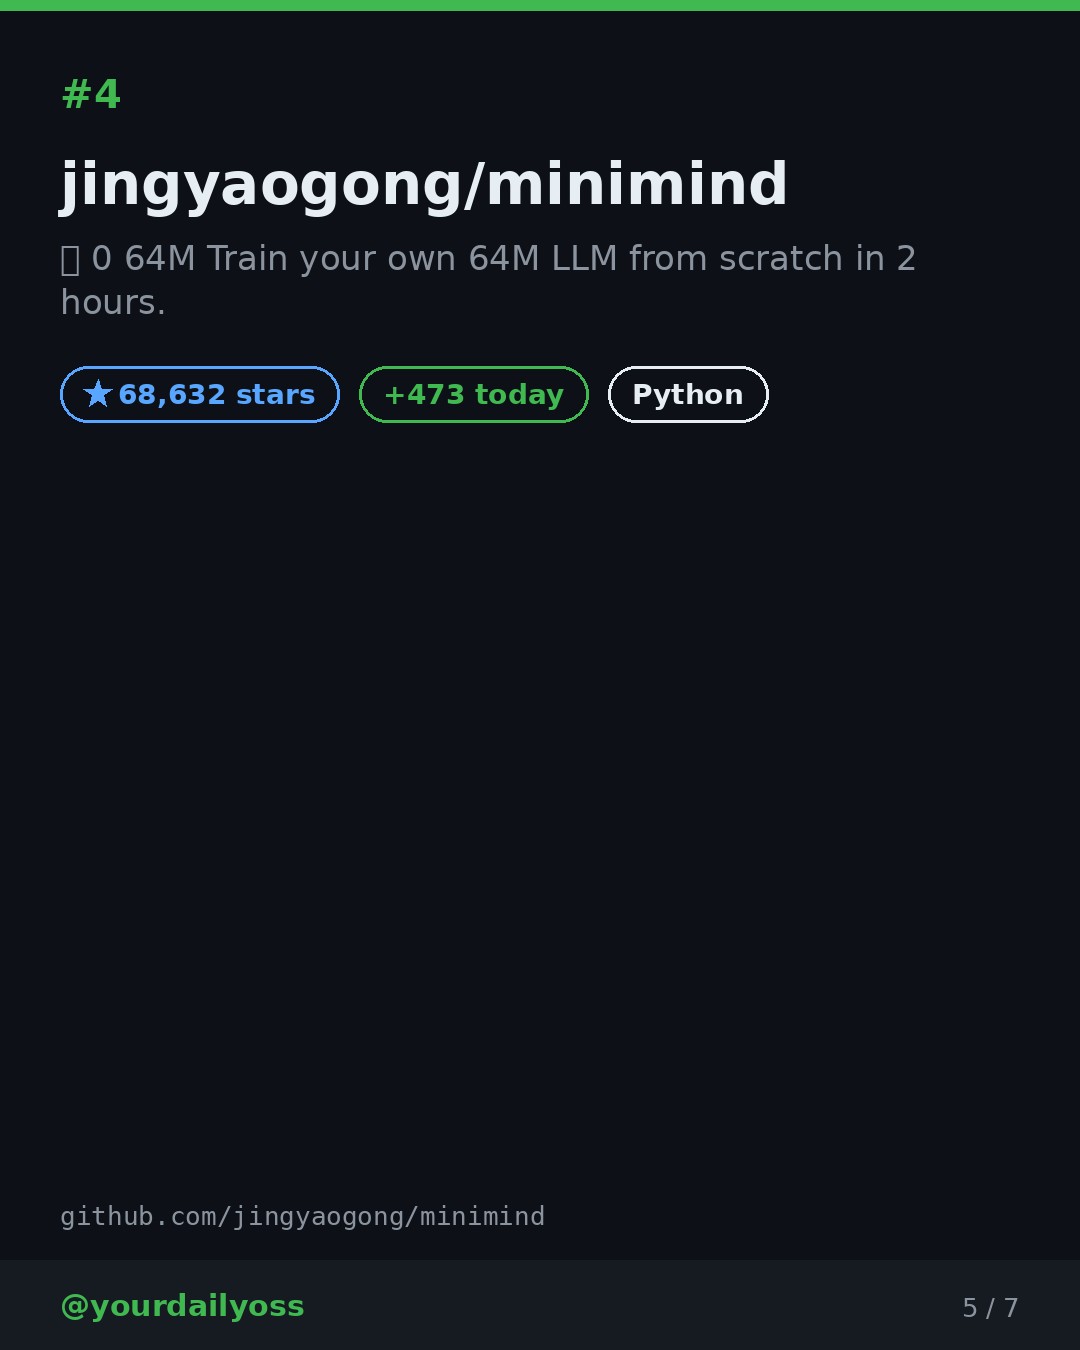 #4
jingyaogong/minimind
0 64M Train your own 64M LLM from scratch in 2
hours.
★ 68,632 stars
+473 today
Python
github.com/jingyaogong/minimind
@yourdailyoss
5 / 7